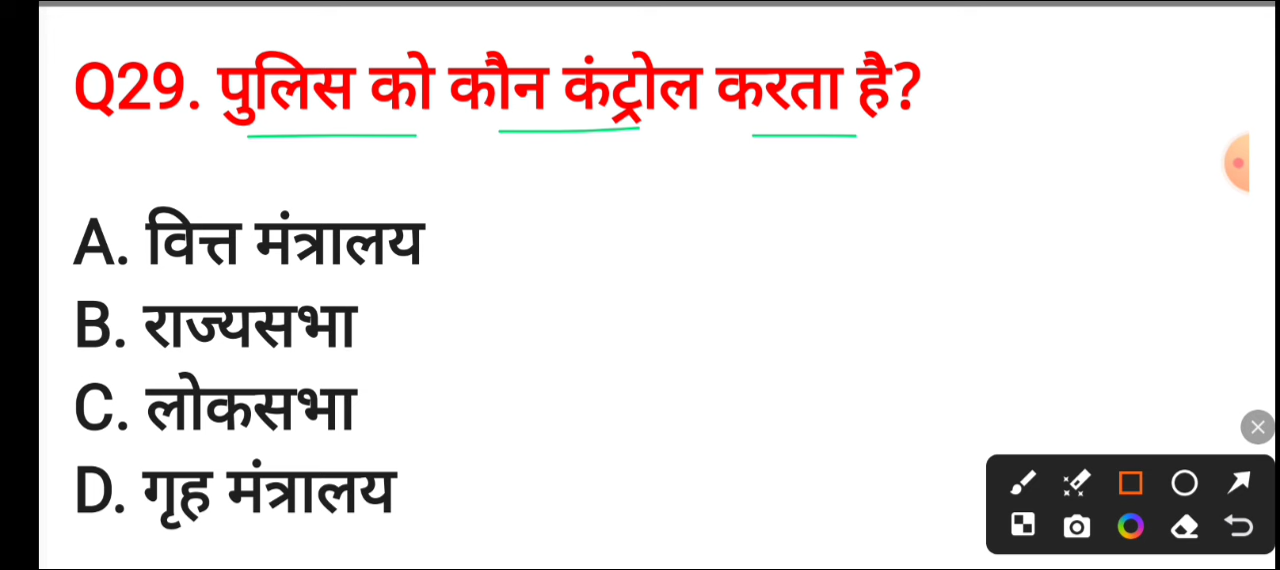 Q29. पुलिस को कौन कंट्रोल करता है?
A. वित्त मंत्रालय
B. राज्यसभा
C. लोकसभा
D. गृह मंत्रालय